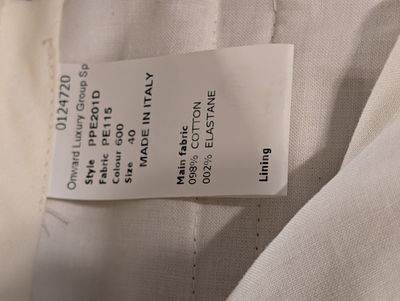 0124720
Onward Luxury Group Sp
Style PPE201D
Fabric PE115
Colour 600
Size 40
MADE IN ITALY
Main fabric
098% COTTON
002% ELASTANE
Lining